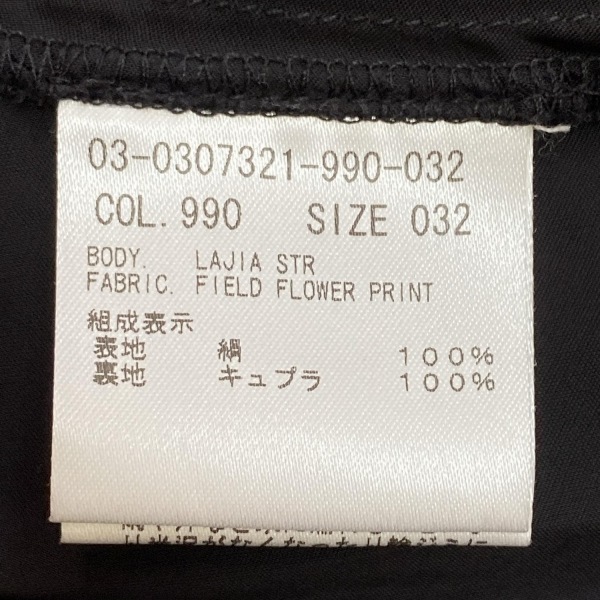 03-0307321-990-032
COL. 990 SIZE 032
BODY. LAJIA STR
FABRIC. FIELD FLOWER PRINT
組成表示
表地 綿 100%
裏地 キュプラ 100%